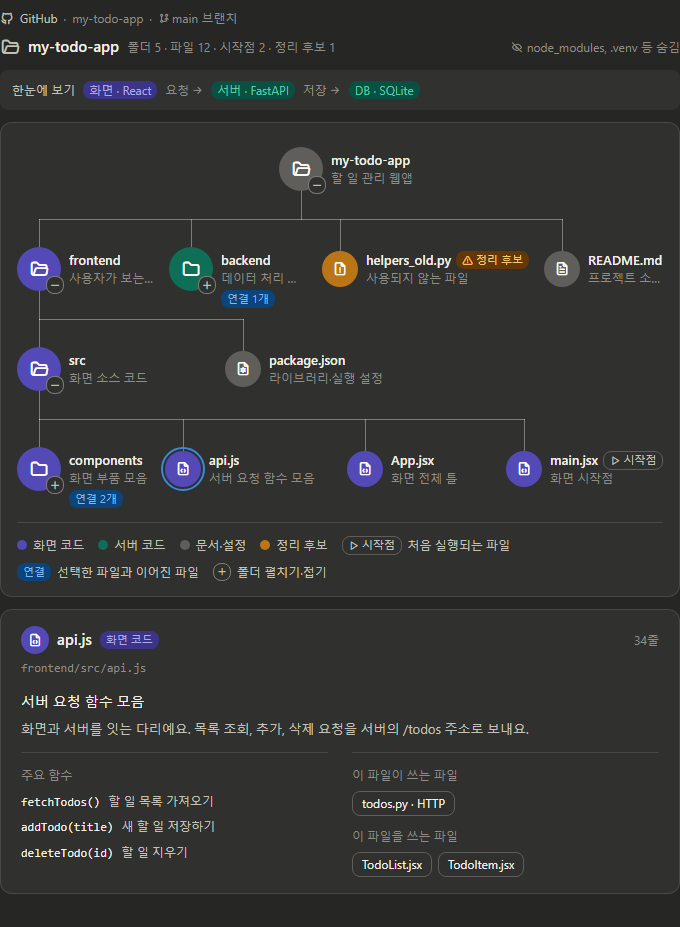 GitHub · my-todo-app · main 브랜치
my-todo-app 폴더 5 · 파일 12 · 시작점 2 · 정리 후보 1 node_modules, .venv 등 숨김
한눈에 보기 화면 · React 요청 → 서버 · FastAPI 저장 → DB · SQLite
my-todo-app
할 일 관리 웹앱
frontend
사용자가 보는...
backend
데이터 처리 ...
연결 1개
helpers_old.py 정리 후보
사용되지 않는 파일
README.md
프로젝트 소...
src
화면 소스 코드
package.json
라이브러리·실행 설정
components
화면 부품 모음
연결 2개
api.js
서버 요청 함수 모음
App.jsx
화면 전체 틀
main.jsx 시작점
화면 시작점
화면 코드 서버 코드 문서·설정 정리 후보 시작점 처음 실행되는 파일
연결 선택한 파일과 이어진 파일 + 폴더 펼치기·접기
api.js 화면 코드 34줄
frontend/src/api.js
서버 요청 함수 모음
화면과 서버를 잇는 다리예요. 목록 조회, 추가, 삭제 요청을 서버의 /todos 주소로 보내요.
주요 함수
fetchTodos() 할 일 목록 가져오기
addTodo(title) 새 할 일 저장하기
deleteTodo(id) 할 일 지우기
이 파일이 쓰는 파일
todos.py · HTTP
이 파일을 쓰는 파일
TodoList.jsx TodoItem.jsx